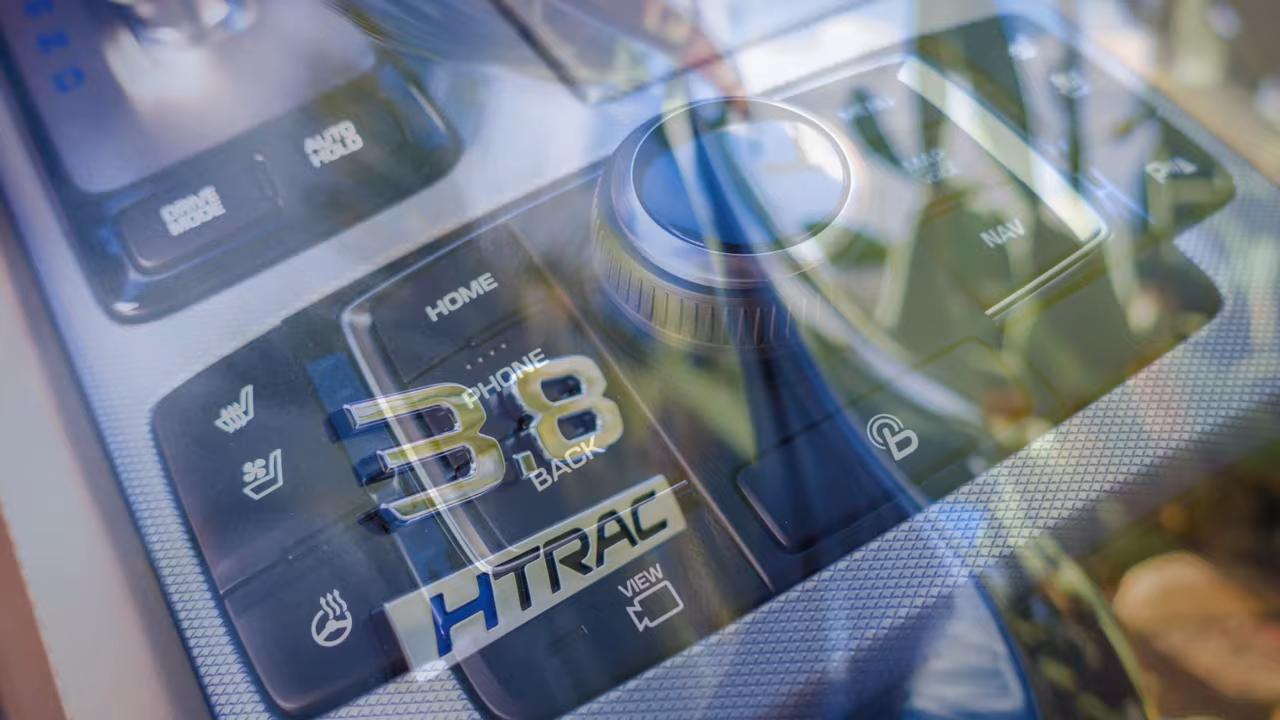 AUTO
HOLD
DRIVE
MODE
HOME
NAV
PHONE
3.8
BACK
HTRAC
VIEW